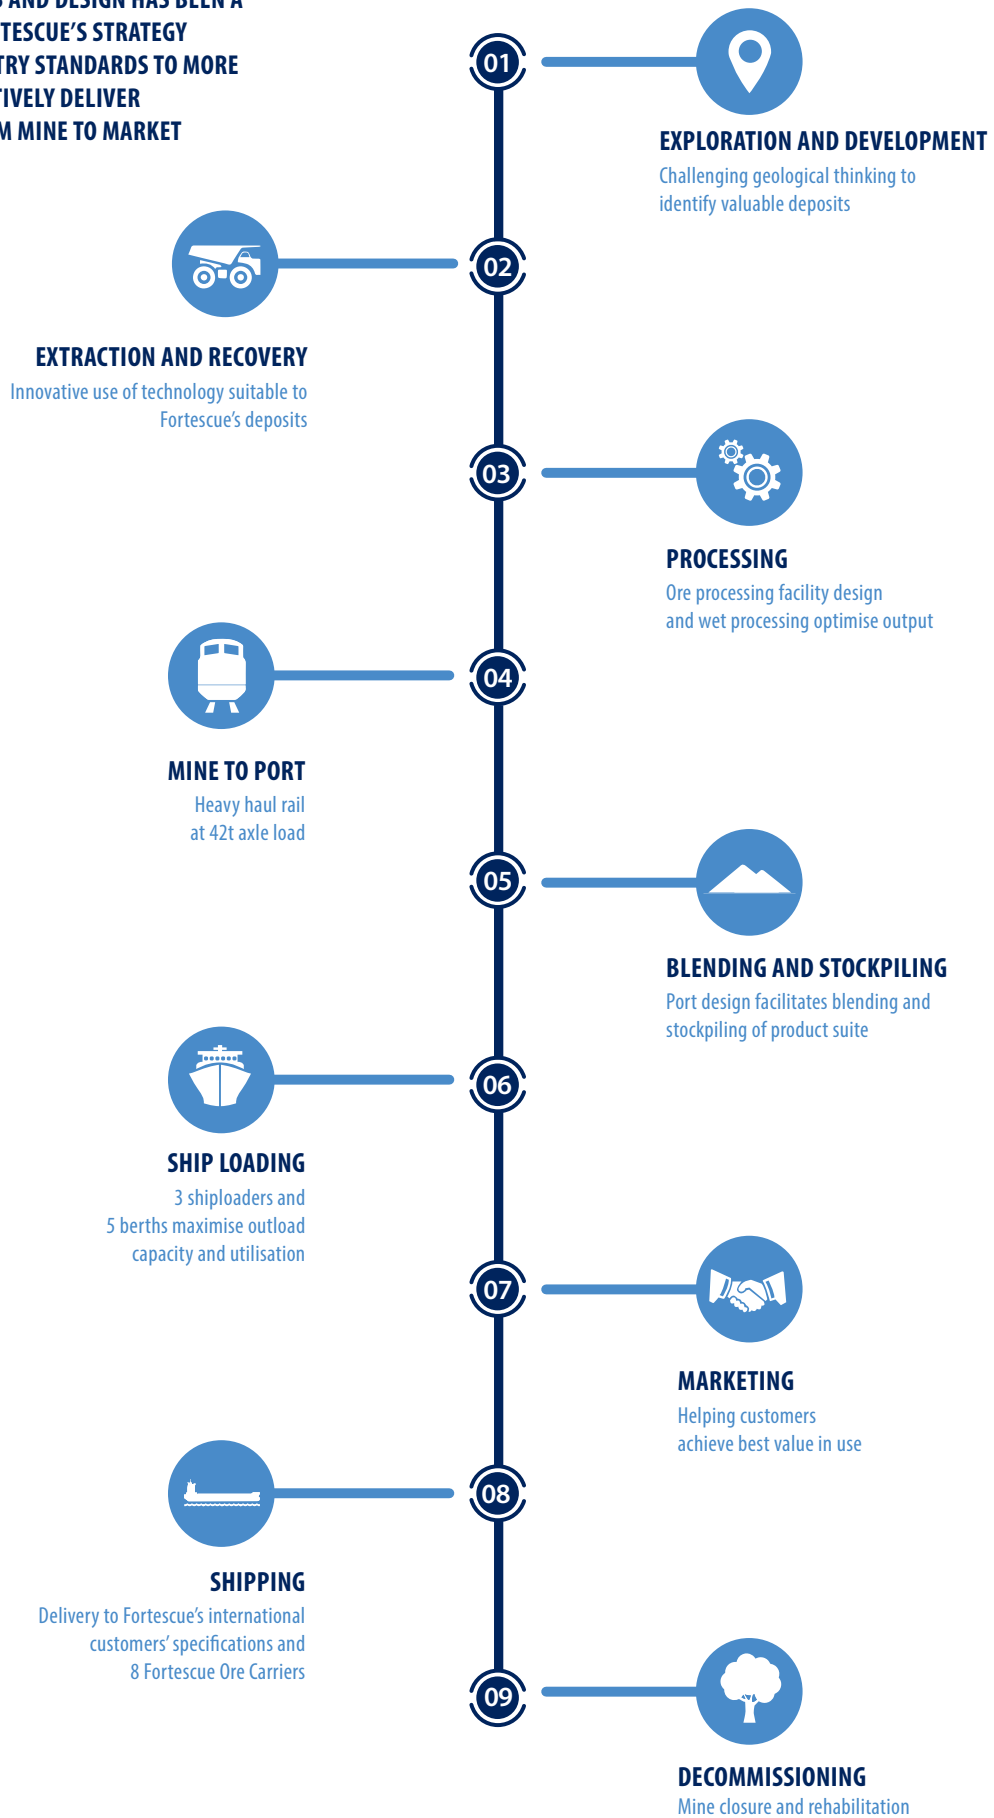 AND DESIGN HAS BEEN A
TESCUE'S STRATEGY
TRY STANDARDS TO MORE
TIVELY DELIVER
M MINE TO MARKET
01
EXPLORATION AND DEVELOPMENT
Challenging geological thinking to
identify valuable deposits
02
EXTRACTION AND RECOVERY
Innovative use of technology suitable to
Fortescue's deposits
03
PROCESSING
Ore processing facility design
and wet processing optimise output
04
MINE TO PORT
Heavy haul rail
at 42t axle load
05
BLENDING AND STOCKPILING
Port design facilitates blending and
stockpiling of product suite
06
SHIP LOADING
3 shiploaders and
5 berths maximise outload
capacity and utilisation
07
MARKETING
Helping customers
achieve best value in use
08
SHIPPING
Delivery to Fortescue's international
customers' specifications and
8 Fortescue Ore Carriers
09
DECOMMISSIONING
Mine closure and rehabilitation